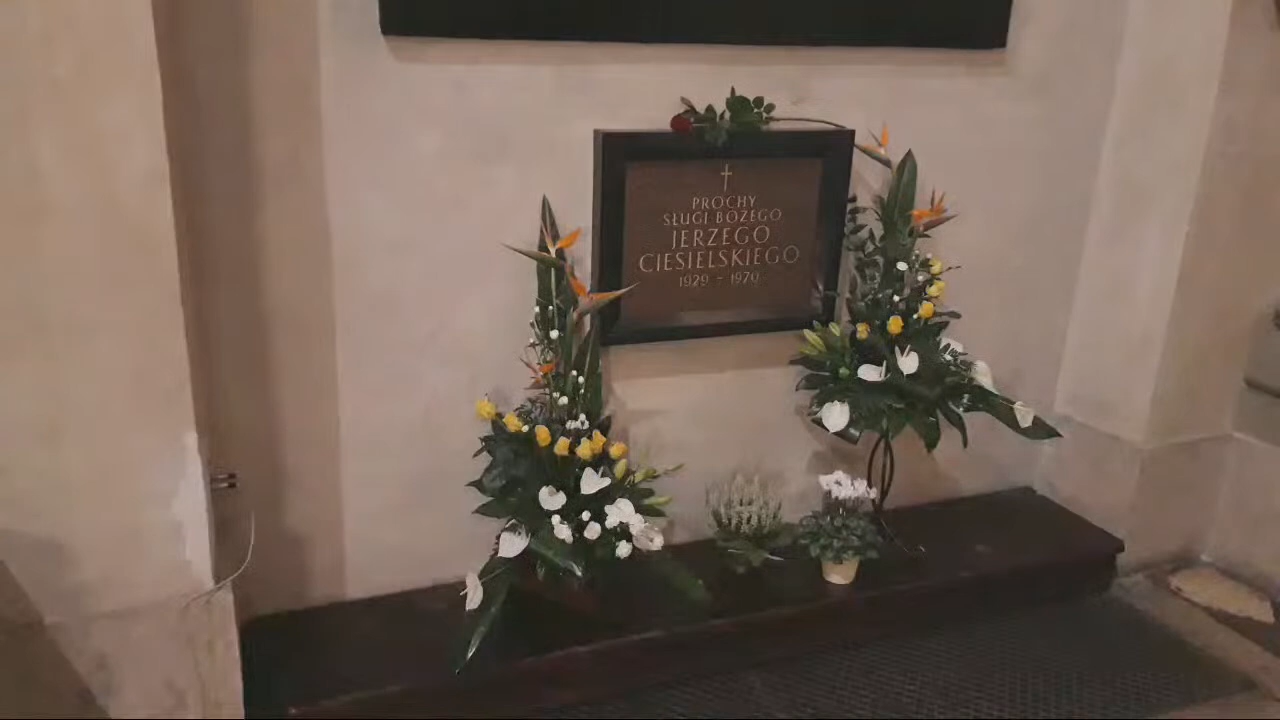 PROCHY
SŁUGI BOŻEGO
JERZEGO
CIESIELSKIEGO
1929 - 1970